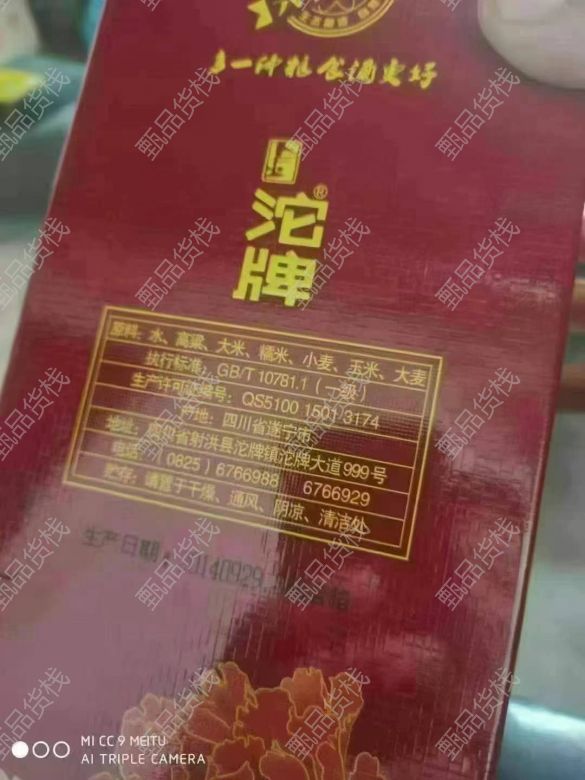 悠一件粮食酒更好
沱牌®
原料：水、高粱、大米、糯米、小麦、玉米、大麦
执行标准：GB/T 10781.1（一级）
生产许可证编号：QS5100 1501 3174
产地：四川省遂宁市
地址：四川省射洪县沱牌镇沱牌大道999号
电话：（0825）6766988 6766929
贮存：请置于干燥、通风、阴凉、清洁处
生产日期：
甄品货栈
MI CC 9 MEITU
AI TRIPLE CAMERA